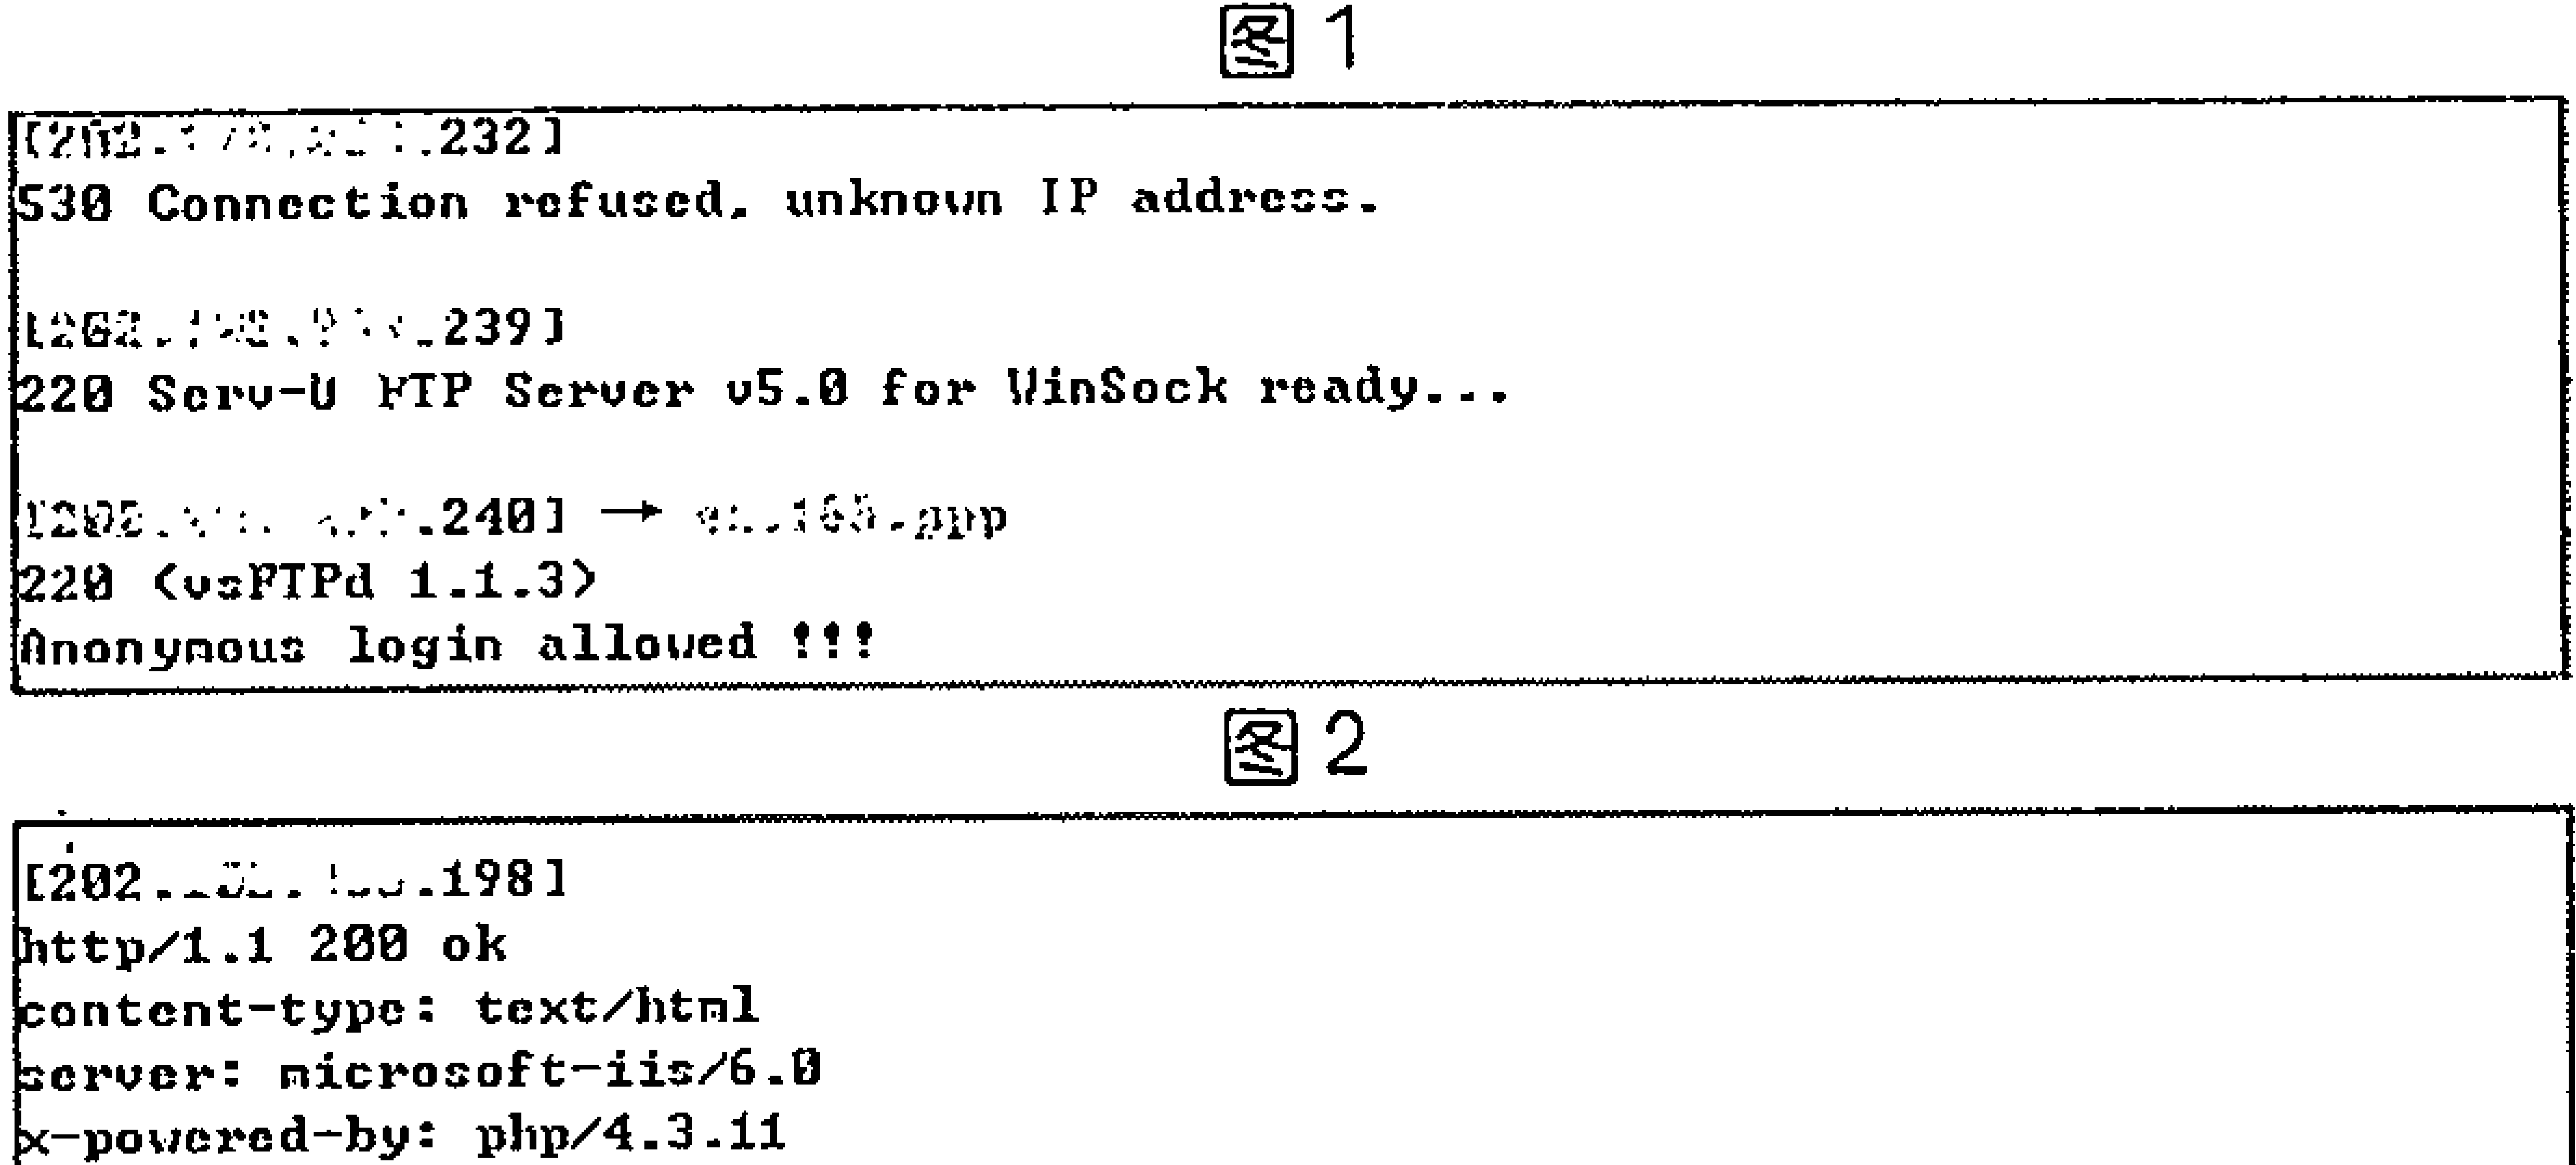 图1
.232]
530 Connection refused, unknown IP address.
.239]
220 Serv-U FTP Server v5.0 for WinSock ready...
.240] →
220 (vsFTPd 1.1.3)
Anonymous login allowed !!!
图2
[202. .198]
http/1.1 200 ok
content-type: text/html
server: microsoft-iis/6.0
x-powered-by: php/4.3.11